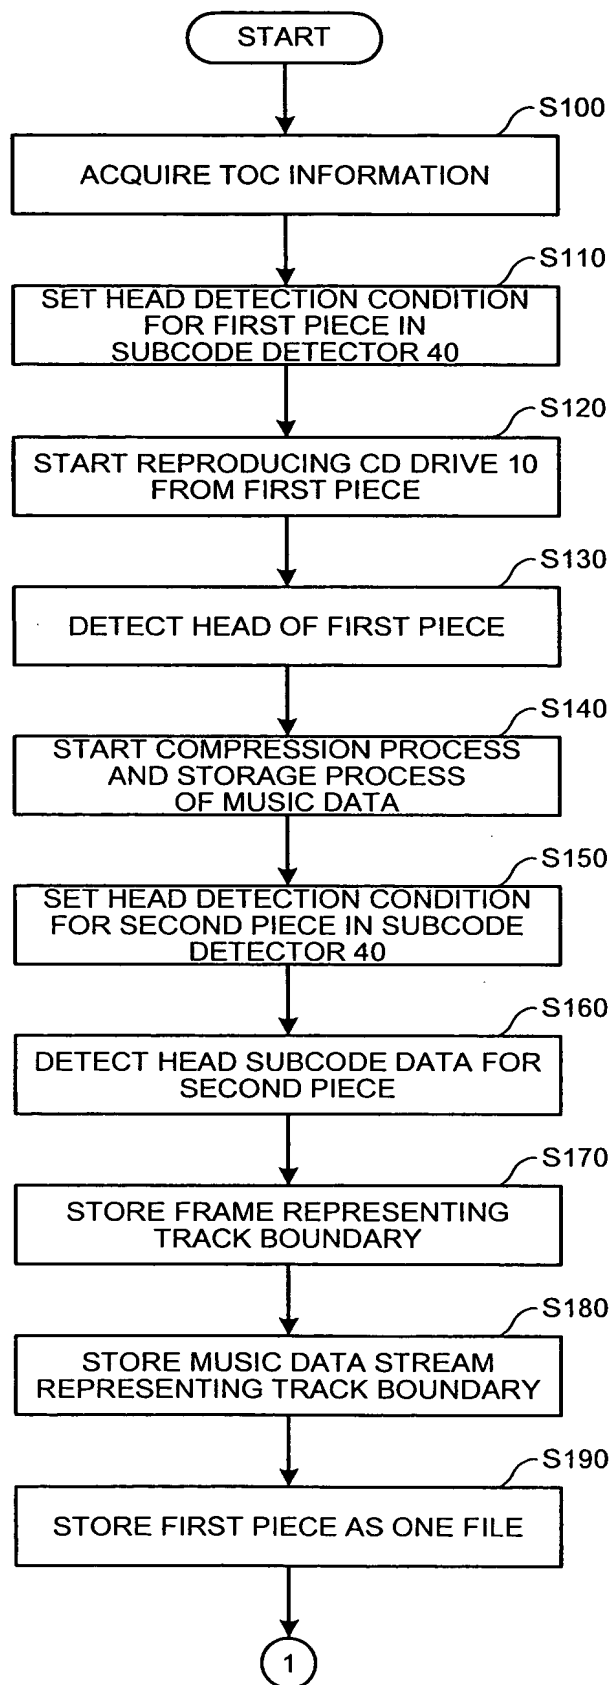 START
S100
ACQUIRE TOC INFORMATION
S110
SET HEAD DETECTION CONDITION
FOR FIRST PIECE IN
SUBCODE DETECTOR 40
S120
START REPRODUCING CD DRIVE 10
FROM FIRST PIECE
S130
DETECT HEAD OF FIRST PIECE
S140
START COMPRESSION PROCESS
AND STORAGE PROCESS
OF MUSIC DATA
S150
SET HEAD DETECTION CONDITION
FOR SECOND PIECE IN SUBCODE
DETECTOR 40
S160
DETECT HEAD SUBCODE DATA FOR
SECOND PIECE
S170
STORE FRAME REPRESENTING
TRACK BOUNDARY
S180
STORE MUSIC DATA STREAM
REPRESENTING TRACK BOUNDARY
S190
STORE FIRST PIECE AS ONE FILE
1